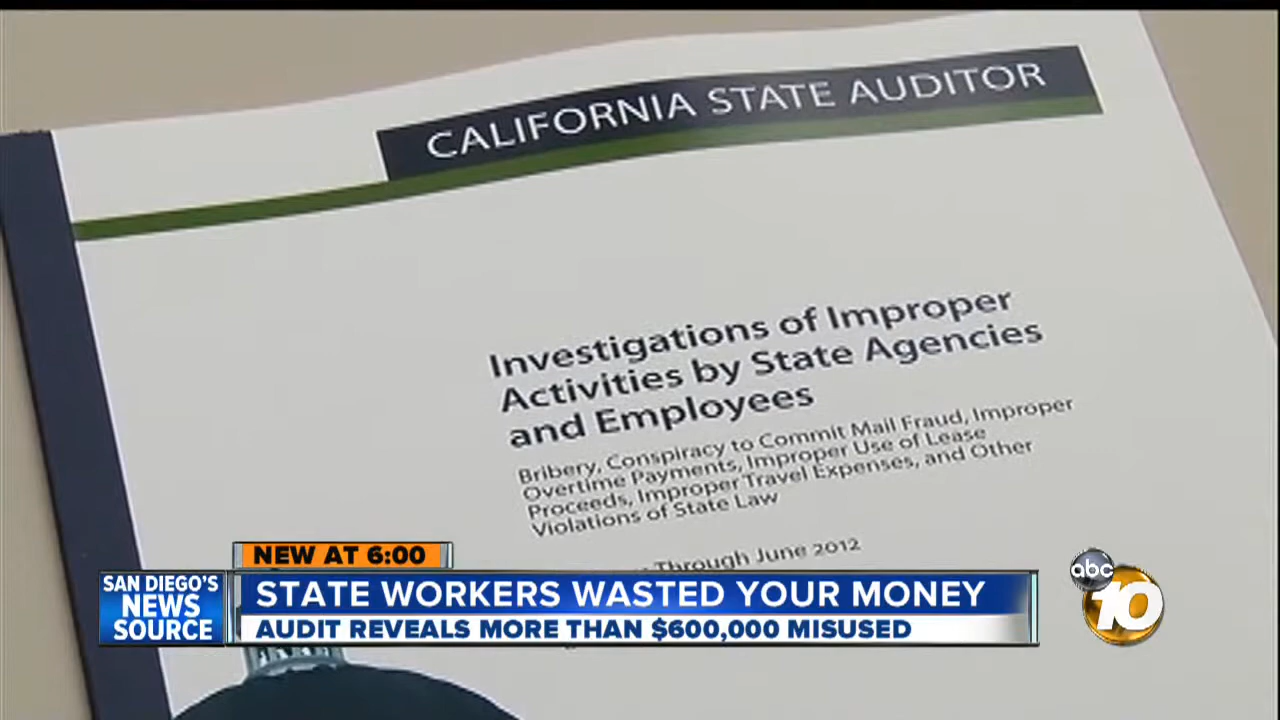 CALIFORNIA STATE AUDITOR
Investigations of Improper
Activities by State Agencies
and Employees
Bribery, Conspiracy to Commit Mail Fraud, Improper
Overtime Payments, Improper Use of Lease
Proceeds, Improper Travel Expenses, and Other
Violations of State Law
Through June 2012
NEW AT 6:00
SAN DIEGO'S
NEWS
SOURCE
STATE WORKERS WASTED YOUR MONEY
AUDIT REVEALS MORE THAN $600,000 MISUSED
abc
10